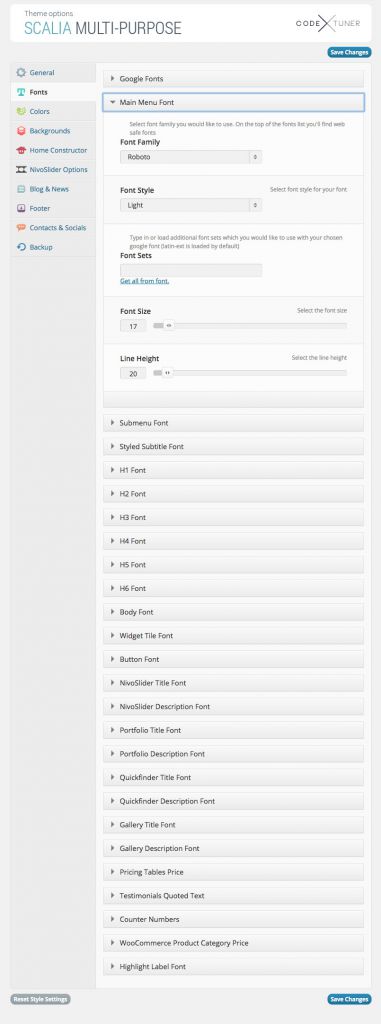 Theme options
SCALIA MULTI-PURPOSE
CODE X TUNER
Save Changes
General
Fonts
Colors
Backgrounds
Home Constructor
NivoSlider Options
Blog & News
Footer
Contacts & Socials
Backup
Google Fonts
Main Menu Font
Select font family you would like to use. On the top of the fonts list you'll find web
safe fonts
Font Family
Roboto
Font Style
Select font style for your font
Light
Type in or load additional font sets which you would like to use with your chosen
google font (latin-ext is loaded by default)
Font Sets
Get all from font.
Font Size
Select the font size
17
Line Height
Select the line height
20
Submenu Font
Styled Subtitle Font
H1 Font
H2 Font
H3 Font
H4 Font
H5 Font
H6 Font
Body Font
Widget Tile Font
Button Font
NivoSlider Title Font
NivoSlider Description Font
Portfolio Title Font
Portfolio Description Font
Quickfinder Title Font
Quickfinder Description Font
Gallery Title Font
Gallery Description Font
Pricing Tables Price
Testimonials Quoted Text
Counter Numbers
WooCommerce Product Category Price
Highlight Label Font
Reset Style Settings
Save Changes